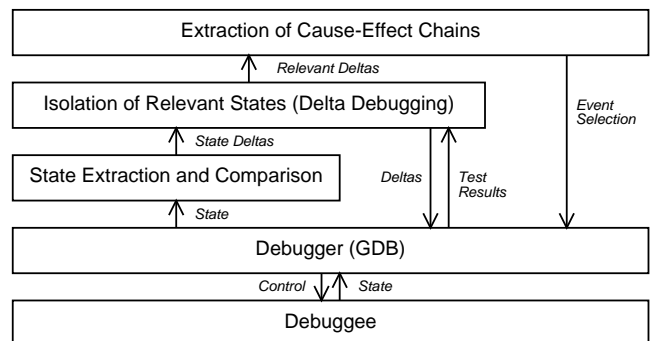 Extraction of Cause-Effect Chains
Relevant Deltas
Isolation of Relevant States (Delta Debugging)
Event
Selection
State Deltas
State Extraction and Comparison
Deltas
Test
Results
State
Debugger (GDB)
Control
State
Debuggee